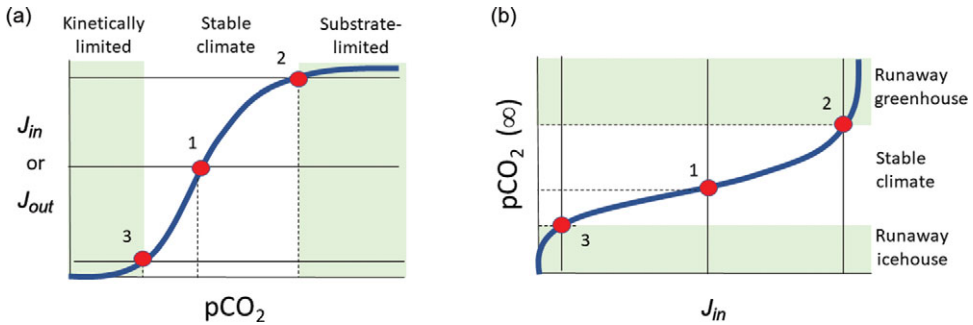 (a)
Kinetically
limited
Stable
climate
Substrate-
limited
2
1
3
J_in
or
J_out
pCO₂
(b)
Runaway
greenhouse
2
Stable
climate
1
pCO₂ (∞)
3
Runaway
icehouse
J_in